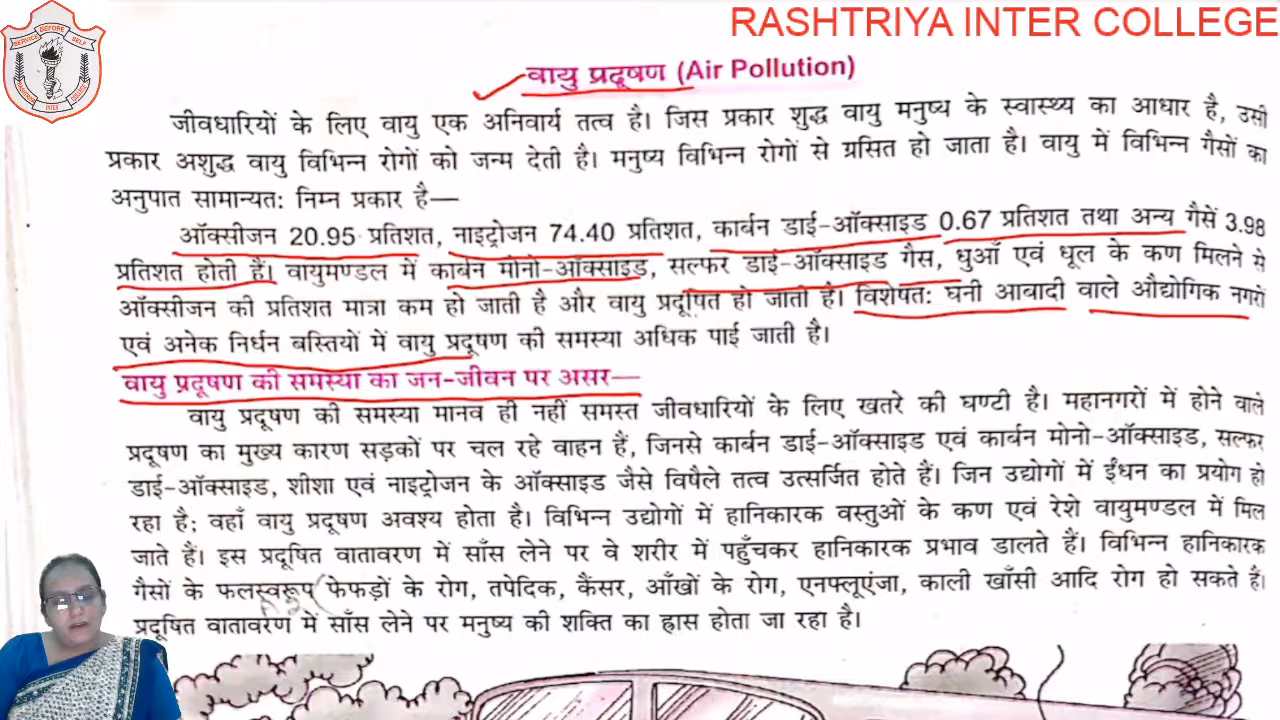 RASHTRIYA INTER COLLEGE
SERVICE BEFORE SELF
RASHTRIYA INTER COLLEGE
वायु प्रदूषण (Air Pollution)
जीवधारियों के लिए वायु एक अनिवार्य तत्व है। जिस प्रकार शुद्ध वायु मनुष्य के स्वास्थ्य का आधार है, उसी
प्रकार अशुद्ध वायु विभिन्न रोगों को जन्म देती है। मनुष्य विभिन्न रोगों से ग्रसित हो जाता है। वायु में विभिन्न गैसों का
अनुपात सामान्यत: निम्न प्रकार है—
ऑक्सीजन 20.95 प्रतिशत, नाइट्रोजन 74.40 प्रतिशत, कार्बन डाई-ऑक्साइड 0.67 प्रतिशत तथा अन्य गैसें 3.98
प्रतिशत होती हैं। वायुमण्डल में कार्बन मोनो-ऑक्साइड, सल्फर डाई-ऑक्साइड गैस, धुआँ एवं धूल के कण मिलने से
ऑक्सीजन की प्रतिशत मात्रा कम हो जाती है और वायु प्रदूषित हो जाती है। विशेषत: घनी आबादी वाले औद्योगिक नगरों
एवं अनेक निर्धन बस्तियों में वायु प्रदूषण की समस्या अधिक पाई जाती है।
वायु प्रदूषण की समस्या का जन-जीवन पर असर—
वायु प्रदूषण की समस्या मानव ही नहीं समस्त जीवधारियों के लिए खतरे की घण्टी है। महानगरों में होने वाले
प्रदूषण का मुख्य कारण सड़कों पर चल रहे वाहन हैं, जिनसे कार्बन डाई-ऑक्साइड एवं कार्बन मोनो-ऑक्साइड, सल्फर
डाई-ऑक्साइड, शीशा एवं नाइट्रोजन के ऑक्साइड जैसे विषैले तत्व उत्सर्जित होते हैं। जिन उद्योगों में ईंधन का प्रयोग हो
रहा है; वहाँ वायु प्रदूषण अवश्य होता है। विभिन्न उद्योगों में हानिकारक वस्तुओं के कण एवं रेशे वायुमण्डल में मिल
जाते हैं। इस प्रदूषित वातावरण में साँस लेने पर वे शरीर में पहुँचकर हानिकारक प्रभाव डालते हैं। विभिन्न हानिकारक
गैसों के फलस्वरूप फेफड़ों के रोग, तपेदिक, कैंसर, आँखों के रोग, एनफ्लूएंजा, काली खाँसी आदि रोग हो सकते हैं।
प्रदूषित वातावरण में साँस लेने पर मनुष्य की शक्ति का ह्रास होता जा रहा है।